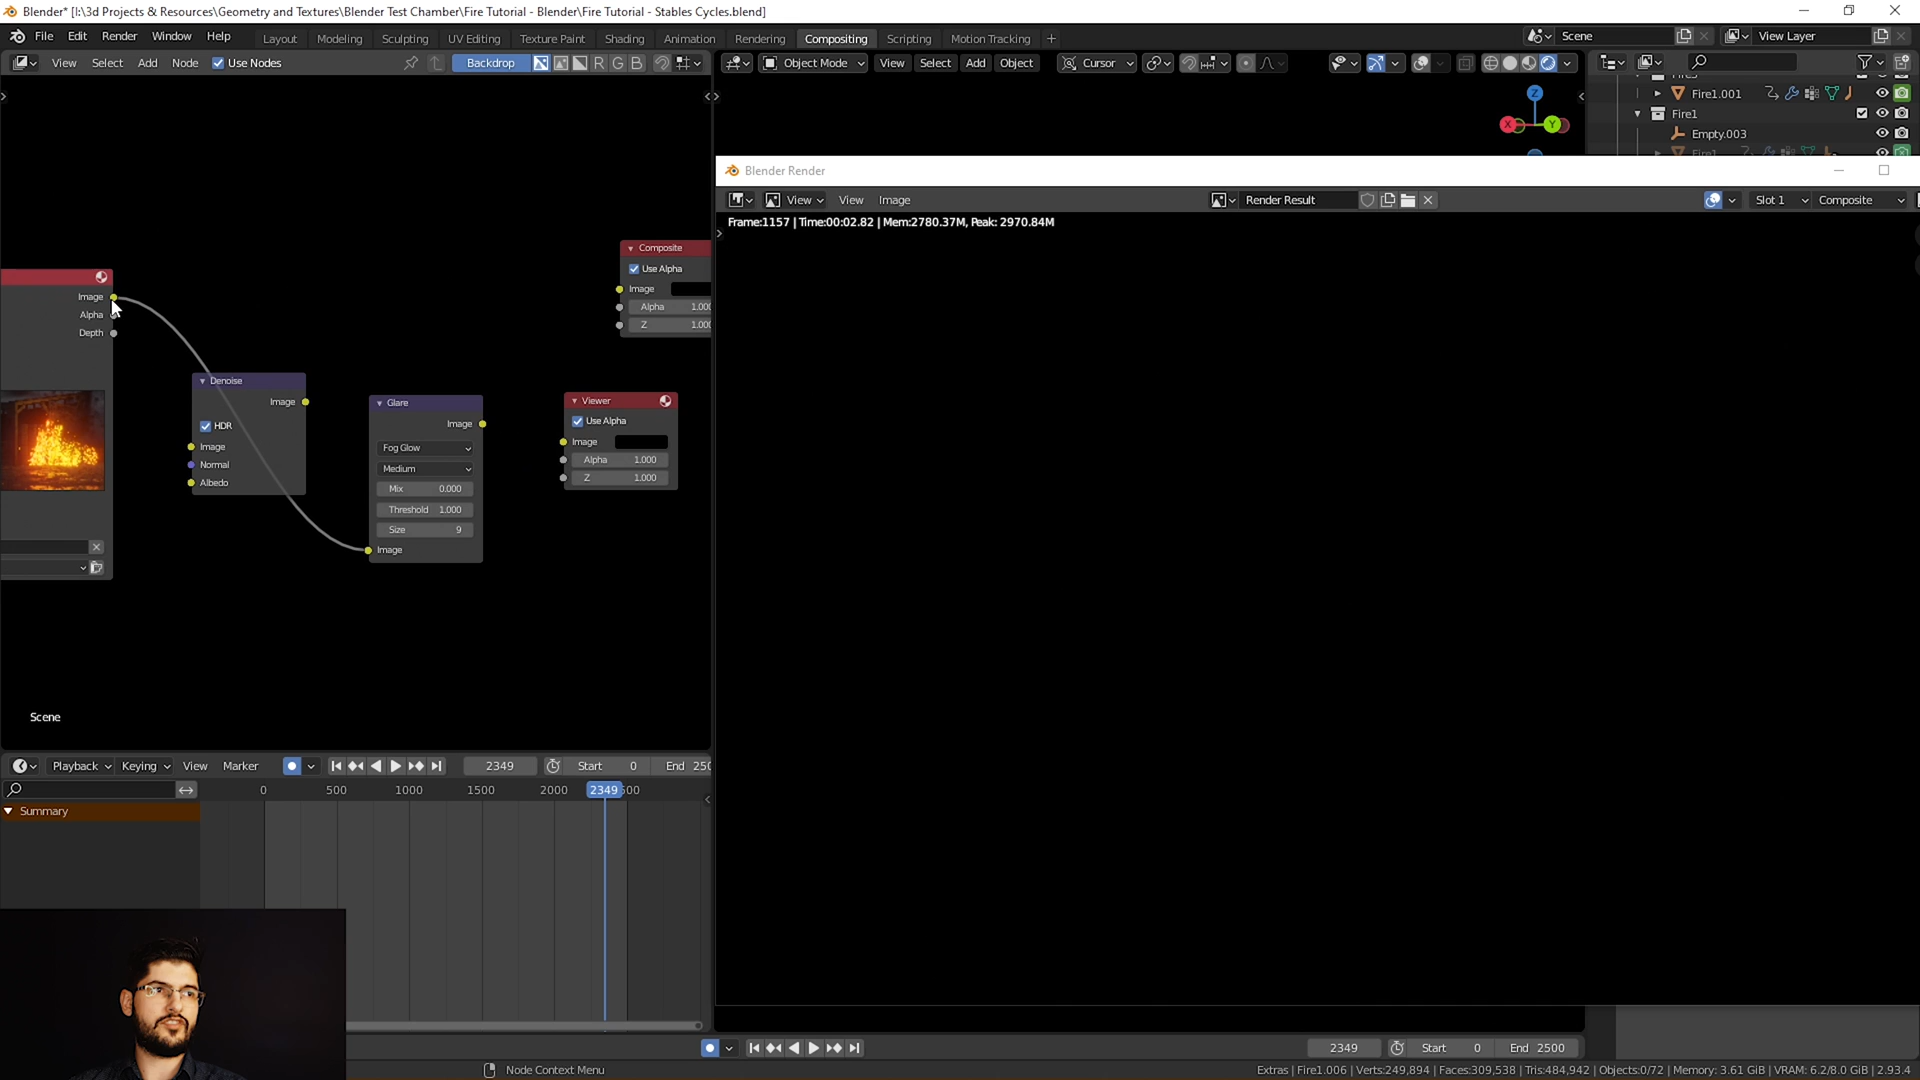 Blender* [I:\3d Projects & Resources\Geometry and Textures\Blender Test Chamber\Fire Tutorial - Blender\Fire Tutorial - Stables Cycles.blend]
File Edit Render Window Help Layout Modeling Sculpting UV Editing Texture Paint Shading Animation Rendering Compositing Scripting Motion Tracking + Scene View Layer
View Select Add Node Use Nodes Backdrop R G B Object Mode View Select Add Object Cursor
Z
X Y
Fire1.001
Fire1
Empty.003
Fire1
Blender Render
View View Image Render Result Slot 1 Composite
Frame:1157 | Time:00:02.82 | Mem:2780.37M, Peak: 2970.84M
Composite
Use Alpha
Image
Alpha 1.000
Z 1.000
Image
Alpha
Depth
Denoise
Image
HDR
Image
Normal
Albedo
Glare
Image
Fog Glow
Medium
Mix 0.000
Threshold 1.000
Size 9
Image
Viewer
Use Alpha
Image
Alpha 1.000
Z 1.000
Scene
Playback Keying View Marker 2349 Start 0 End 250
0 500 1000 1500 2000 2349 500
Summary
2349 Start 0 End 2500
Node Context Menu
Extras | Fire1.006 | Verts:249,894 | Faces:309,538 | Tris:484,942 | Objects:0/72 | Memory: 3.61 GiB | VRAM: 6.2/8.0 GiB | 2.93.4